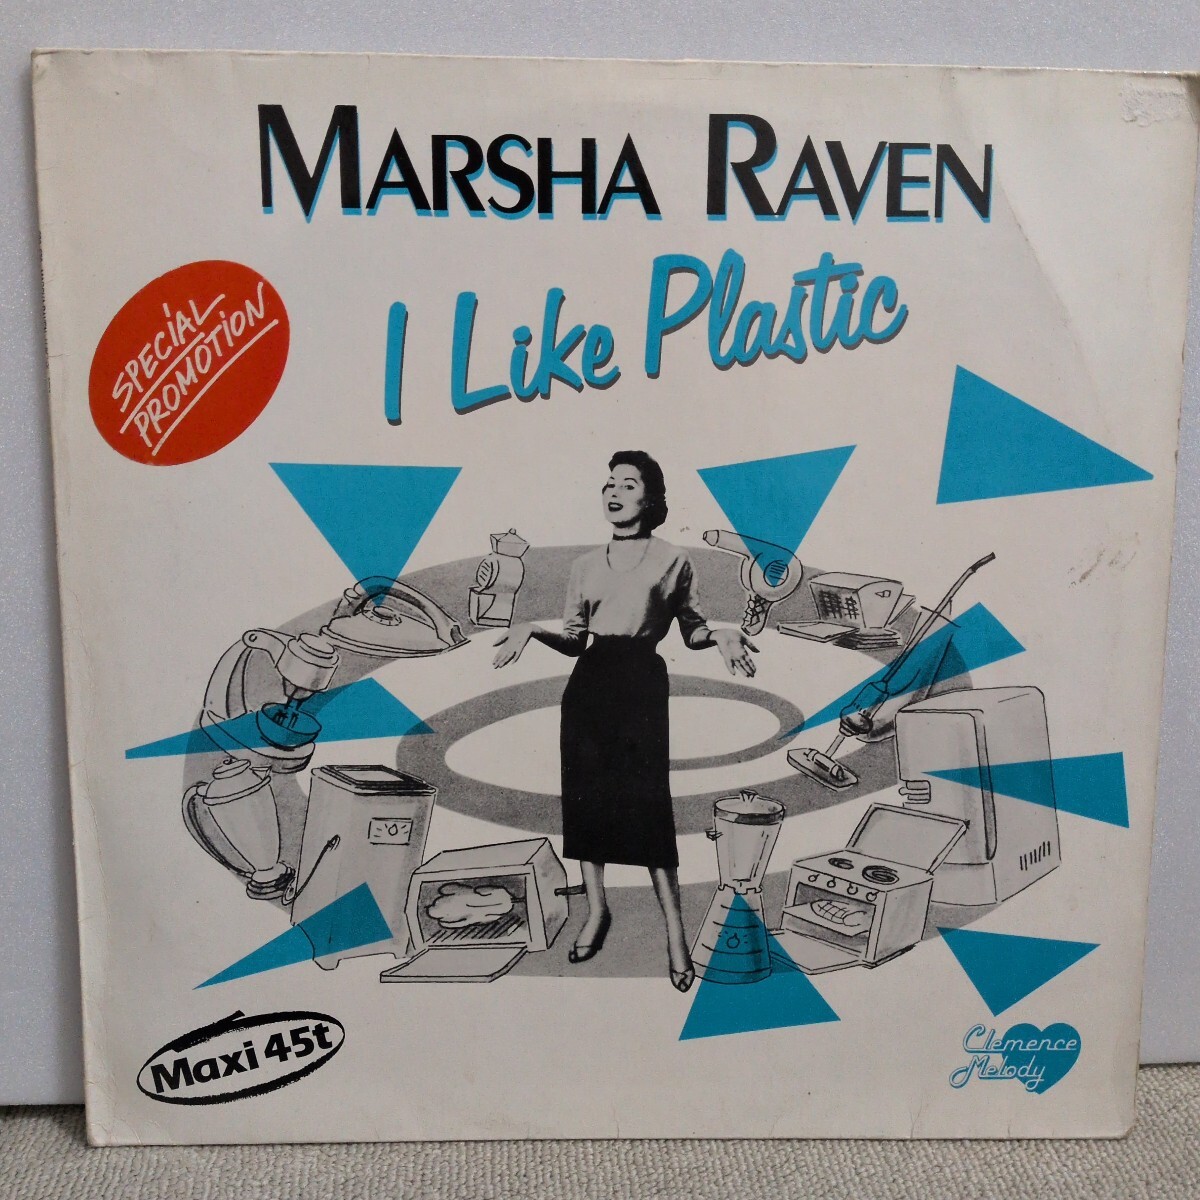 MARSHA RAVEN
I Like Plastic
SPECiAL
PROMOTiON
Maxi 45t
Clemence
Melody